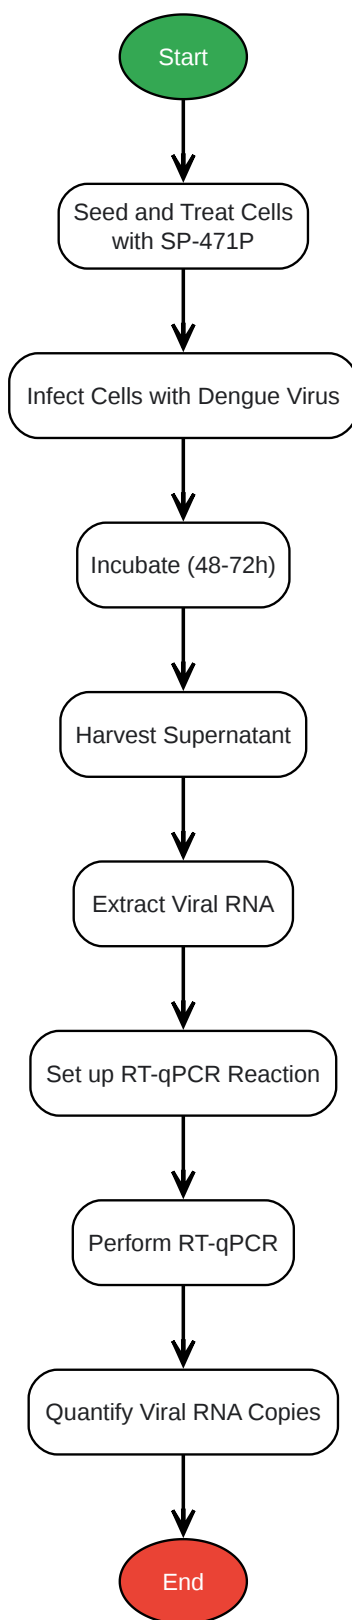 Start
Seed and Treat Cells
with SP-471P
Infect Cells with Dengue Virus
Incubate (48-72h)
Harvest Supernatant
Extract Viral RNA
Set up RT-qPCR Reaction
Perform RT-qPCR
Quantify Viral RNA Copies
End